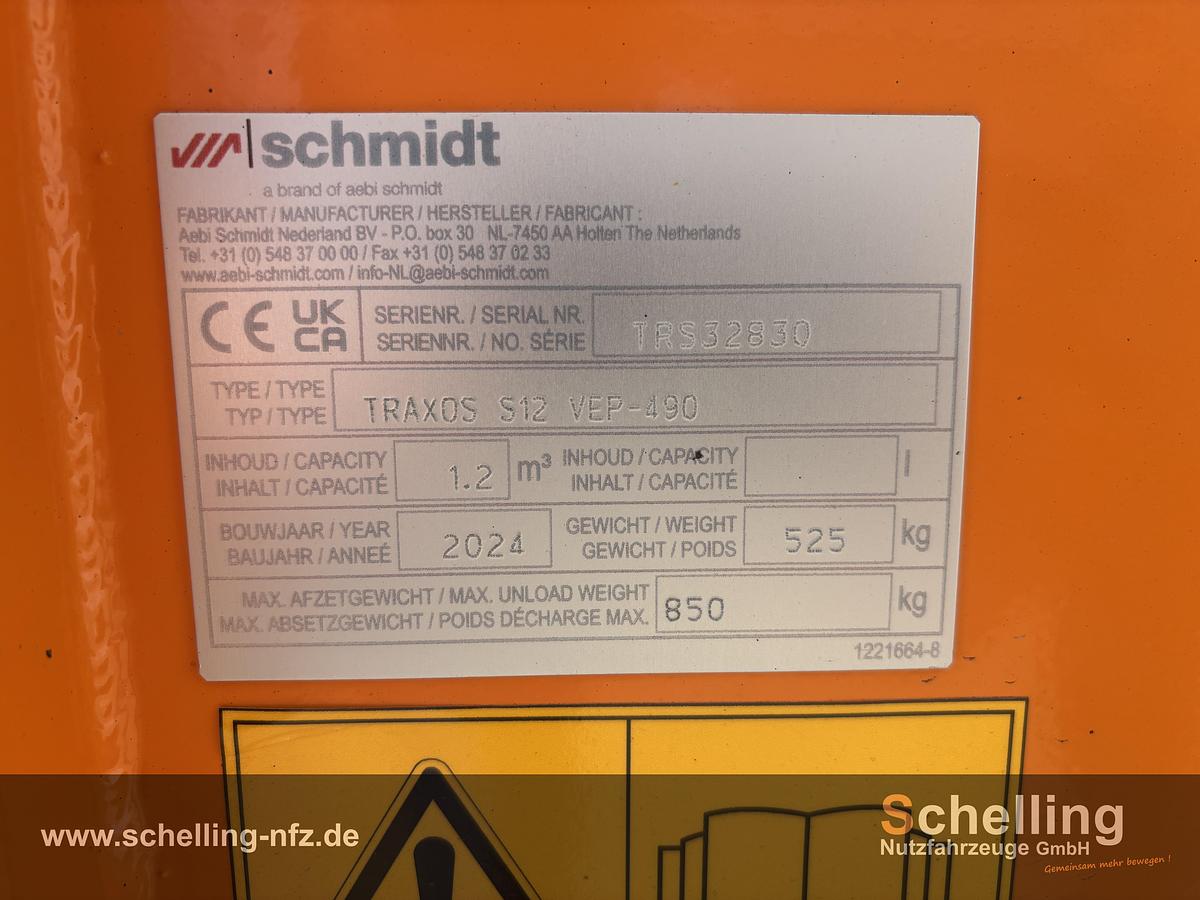 schmidt
a brand of aebi schmidt
FABRIKANT / MANUFACTURER / HERSTELLER / FABRICANT :
Aebi Schmidt Nederland BV - P.O. box 30 NL-7450 AA Holten The Netherlands
Tel. +31 (0) 548 37 00 00 / Fax +31 (0) 548 37 02 33
www.aebi-schmidt.com / info-NL@aebi-schmidt.com
CE UK CA
SERIENR. / SERIAL NR.
SERIENNR. / NO. SÉRIE
TRS32830
TYPE / TYPE
TYP / TYPE
TRAXOS S12 VEP-490
INHOUD / CAPACITY
INHALT / CAPACITÉ
1.2 m³
INHOUD / CAPACITY
INHALT / CAPACITÉ
l
BOUWJAAR / YEAR
BAUJAHR / ANNEÉ
2024
GEWICHT / WEIGHT
GEWICHT / POIDS
525 kg
MAX. AFZETGEWICHT / MAX. UNLOAD WEIGHT
MAX. ABSETZGEWICHT / POIDS DÉCHARGE MAX.
850 kg
1221664-8
www.schelling-nfz.de
Schelling
Nutzfahrzeuge GmbH
Gemeinsam mehr bewegen !